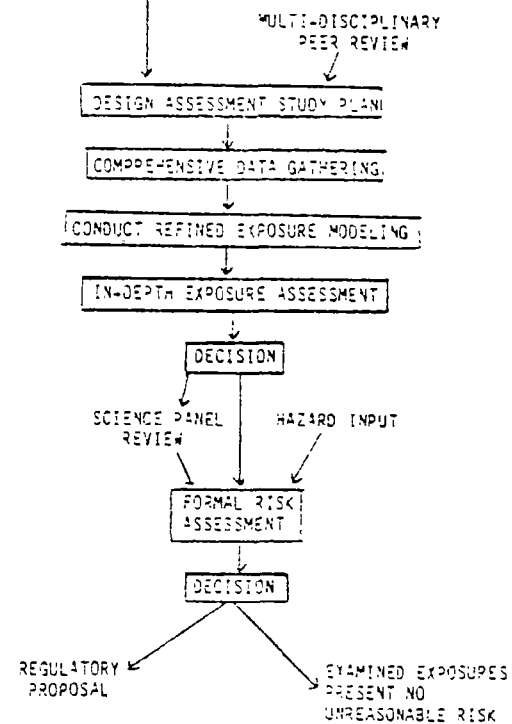 MULTI-DISCIPLINARY
PEER REVIEW
DESIGN ASSESSMENT STUDY PLAN
COMPREHENSIVE DATA GATHERING
CONDUCT REFINED EXPOSURE MODELING
IN-DEPTH EXPOSURE ASSESSMENT
DECISION
SCIENCE PANEL
REVIEW
HAZARD INPUT
FORMAL RISK
ASSESSMENT
DECISION
REGULATORY
PROPOSAL
EXAMINED EXPOSURES
PRESENT NO
UNREASONABLE RISK